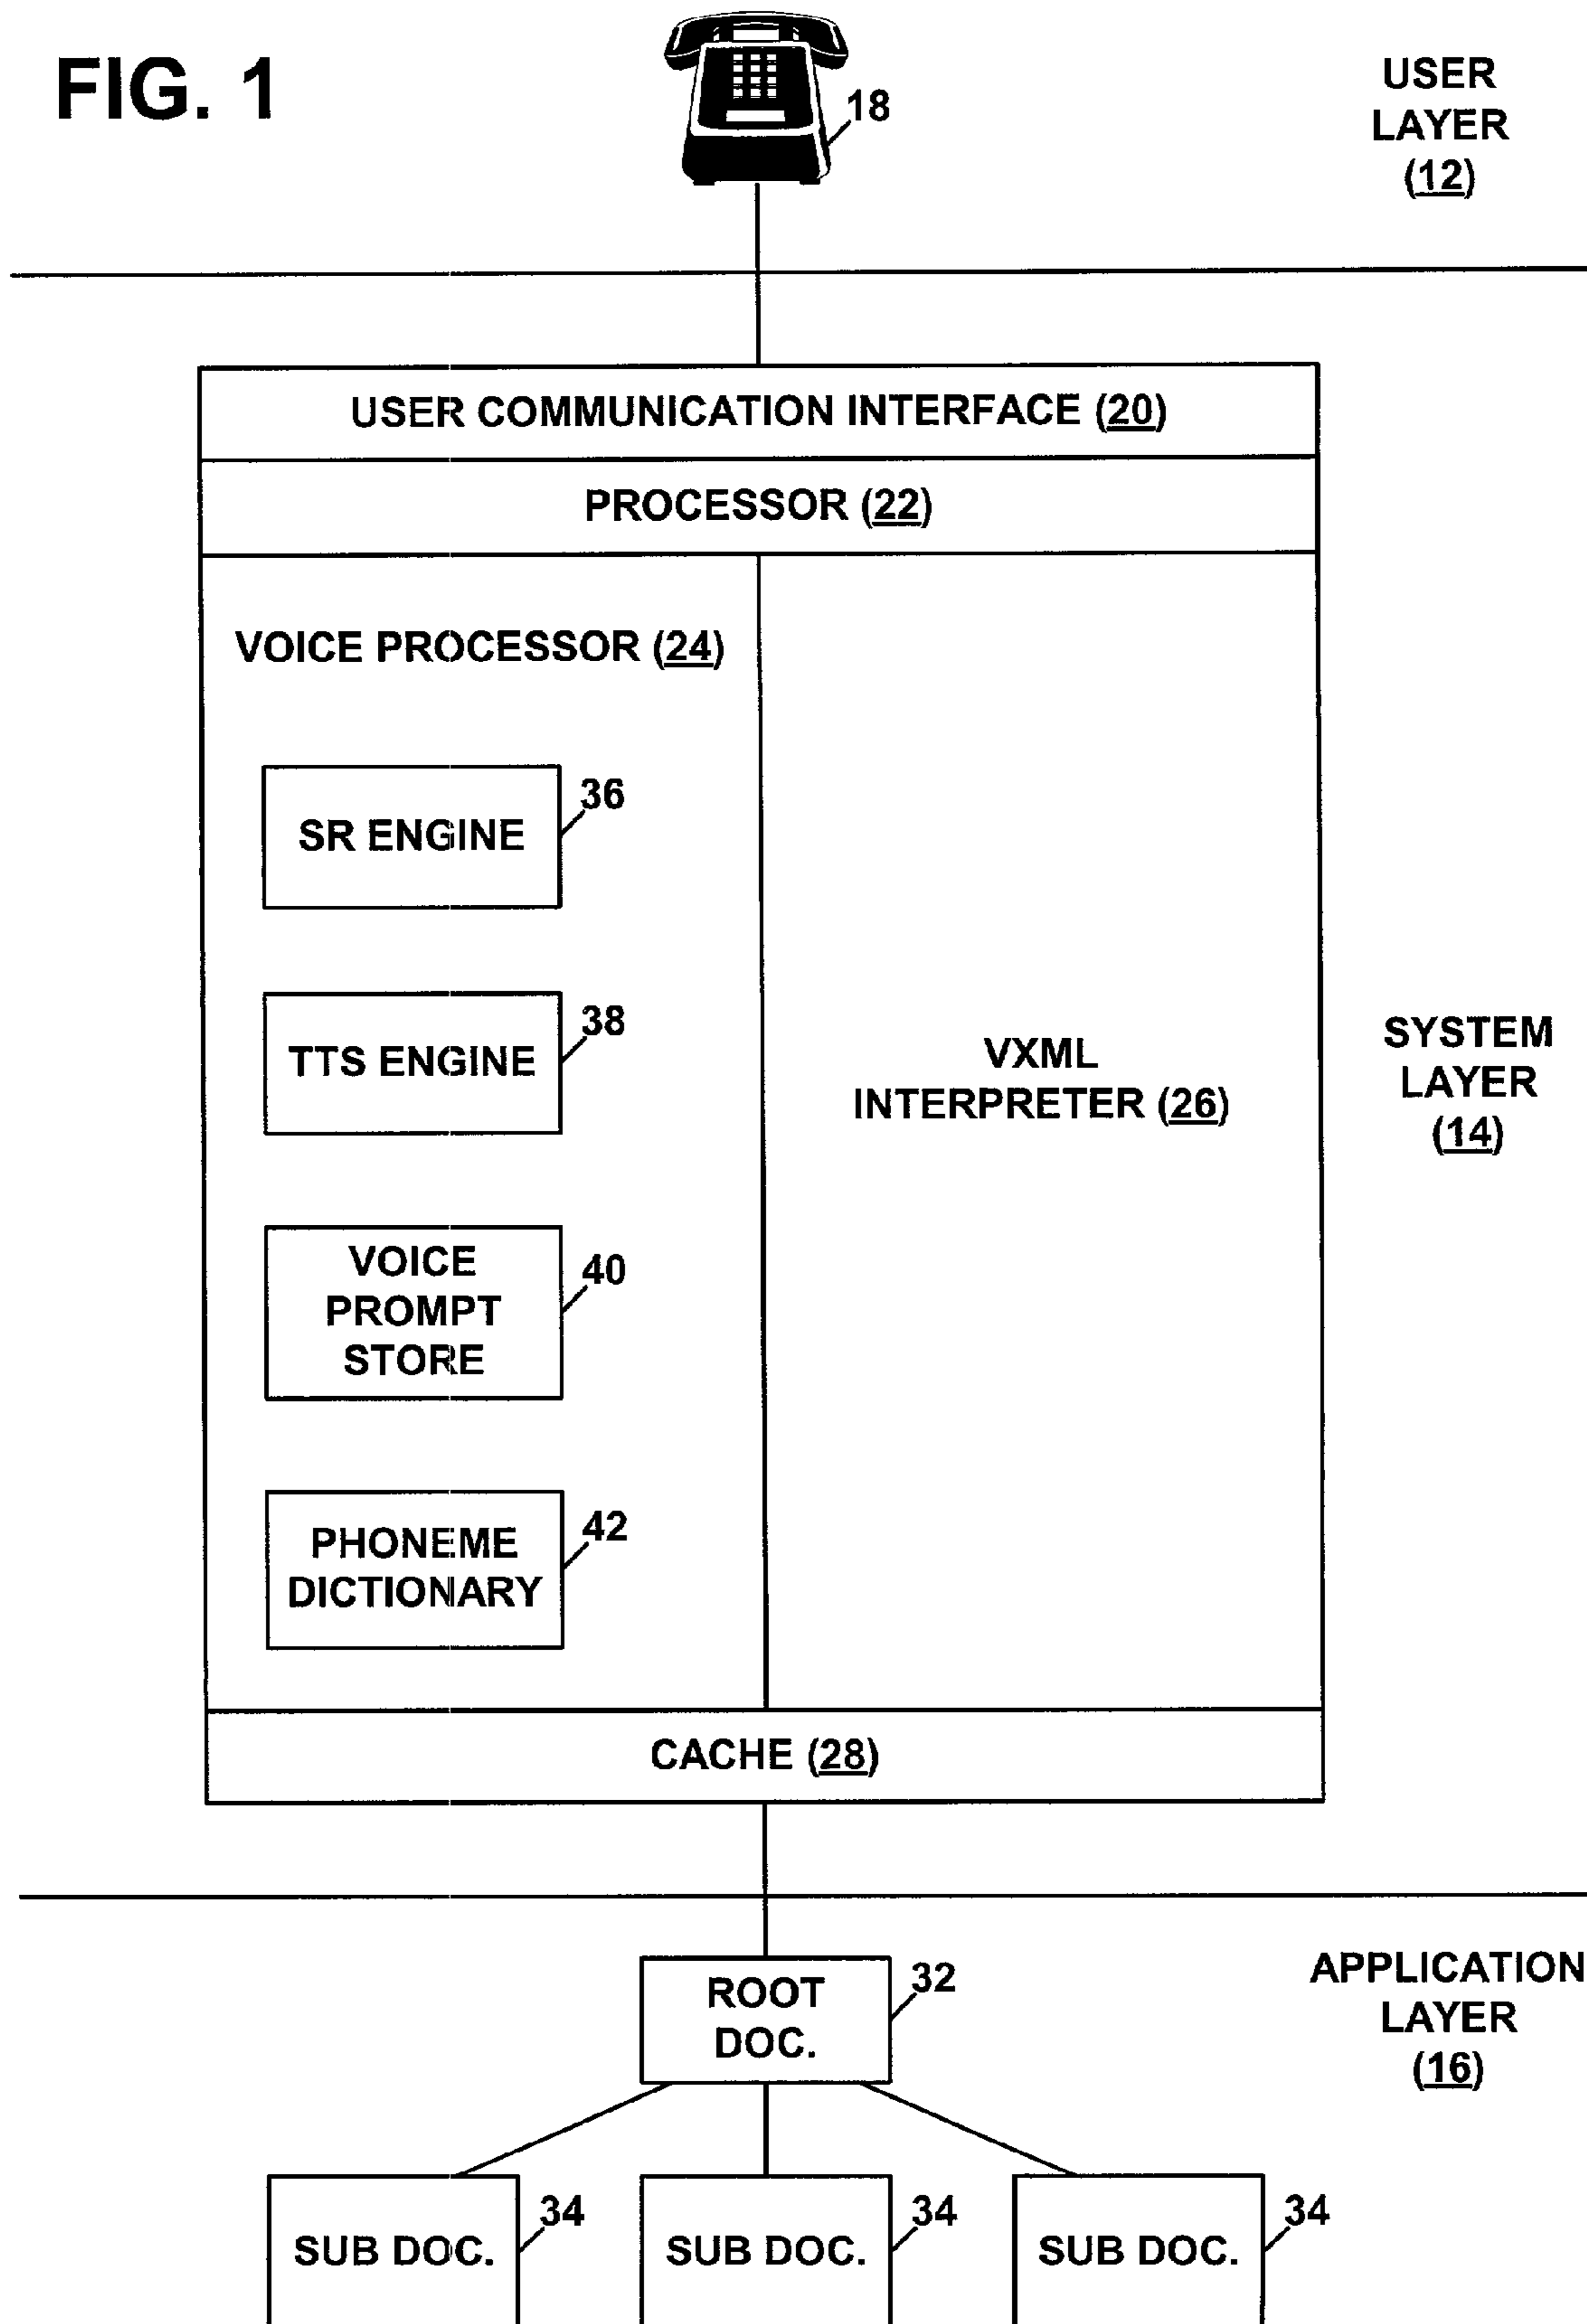 FIG. 1
18
USER
LAYER
(12)
USER COMMUNICATION INTERFACE (20)
PROCESSOR (22)
VOICE PROCESSOR (24)
36
SR ENGINE
38
TTS ENGINE
40
VOICE
PROMPT
STORE
42
PHONEME
DICTIONARY
VXML
INTERPRETER (26)
SYSTEM
LAYER
(14)
CACHE (28)
ROOT
DOC.
32
APPLICATION
LAYER
(16)
SUB DOC.
34
SUB DOC.
34
SUB DOC.
34